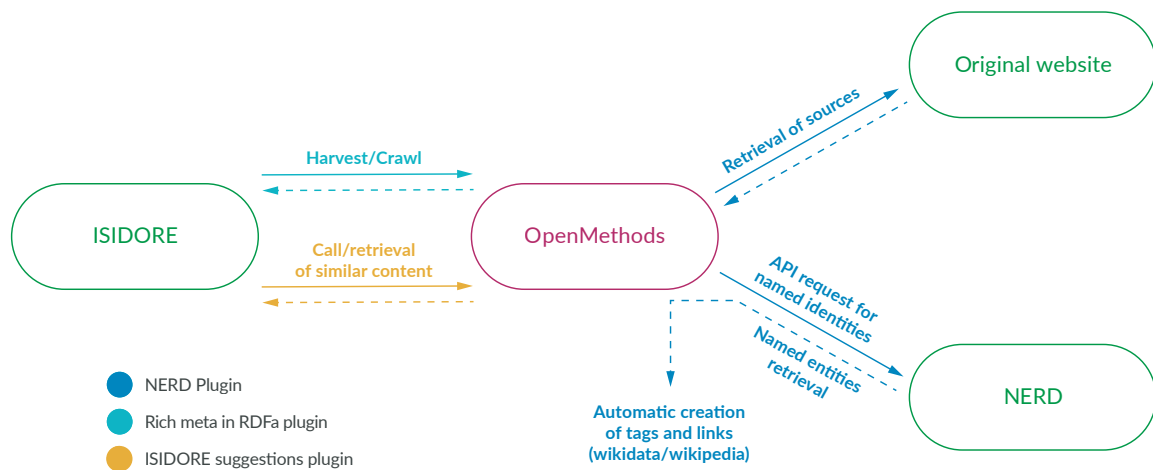 Original website
Retrieval of sources
Harvest/Crawl
ISIDORE
OpenMethods
Call/retrieval
of similar content
API request for
named identities
Named entities
retrieval
NERD
NERD Plugin
Rich meta in RDFa plugin
ISIDORE suggestions plugin
Automatic creation
of tags and links
(wikidata/wikipedia)